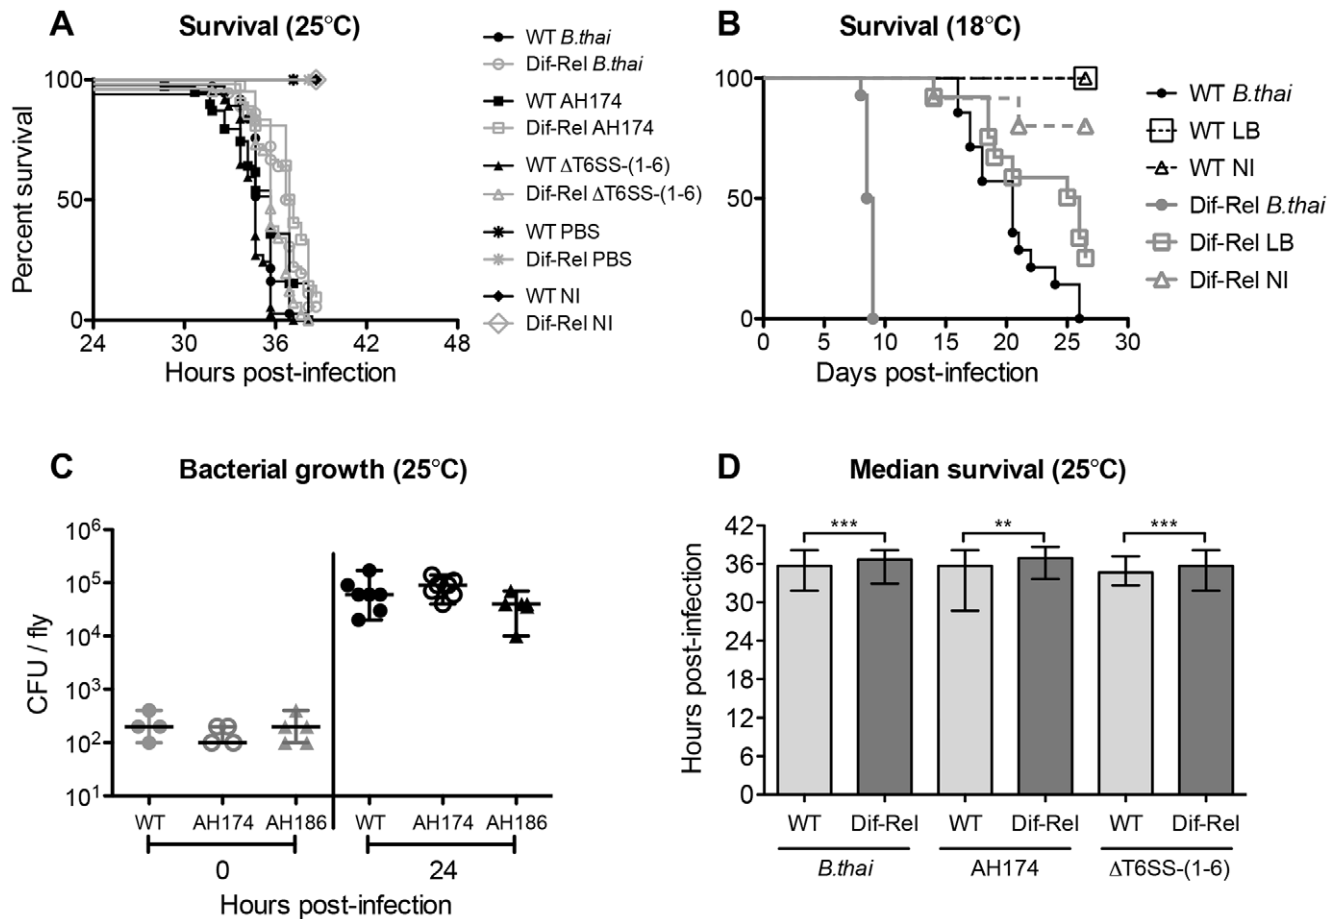 A Survival (25°C)
Percent survival
100
50
0
24 30 36 42 48
Hours post-infection
WT B.thai
Dif-Rel B.thai
WT AH174
Dif-Rel AH174
WT ΔT6SS-(1-6)
Dif-Rel ΔT6SS-(1-6)
WT PBS
Dif-Rel PBS
WT NI
Dif-Rel NI
B Survival (18°C)
100
50
0
0 5 10 15 20 25 30
Days post-infection
WT B.thai
WT LB
WT NI
Dif-Rel B.thai
Dif-Rel LB
Dif-Rel NI
C Bacterial growth (25°C)
CFU / fly
10⁶
10⁵
10⁴
10³
10²
10¹
WT AH174 AH186 WT AH174 AH186
0 24
Hours post-infection
D Median survival (25°C)
Hours post-infection
42
36
30
24
18
12
6
0
*** ** ***
WT Dif-Rel WT Dif-Rel WT Dif-Rel
B.thai AH174 ΔT6SS-(1-6)